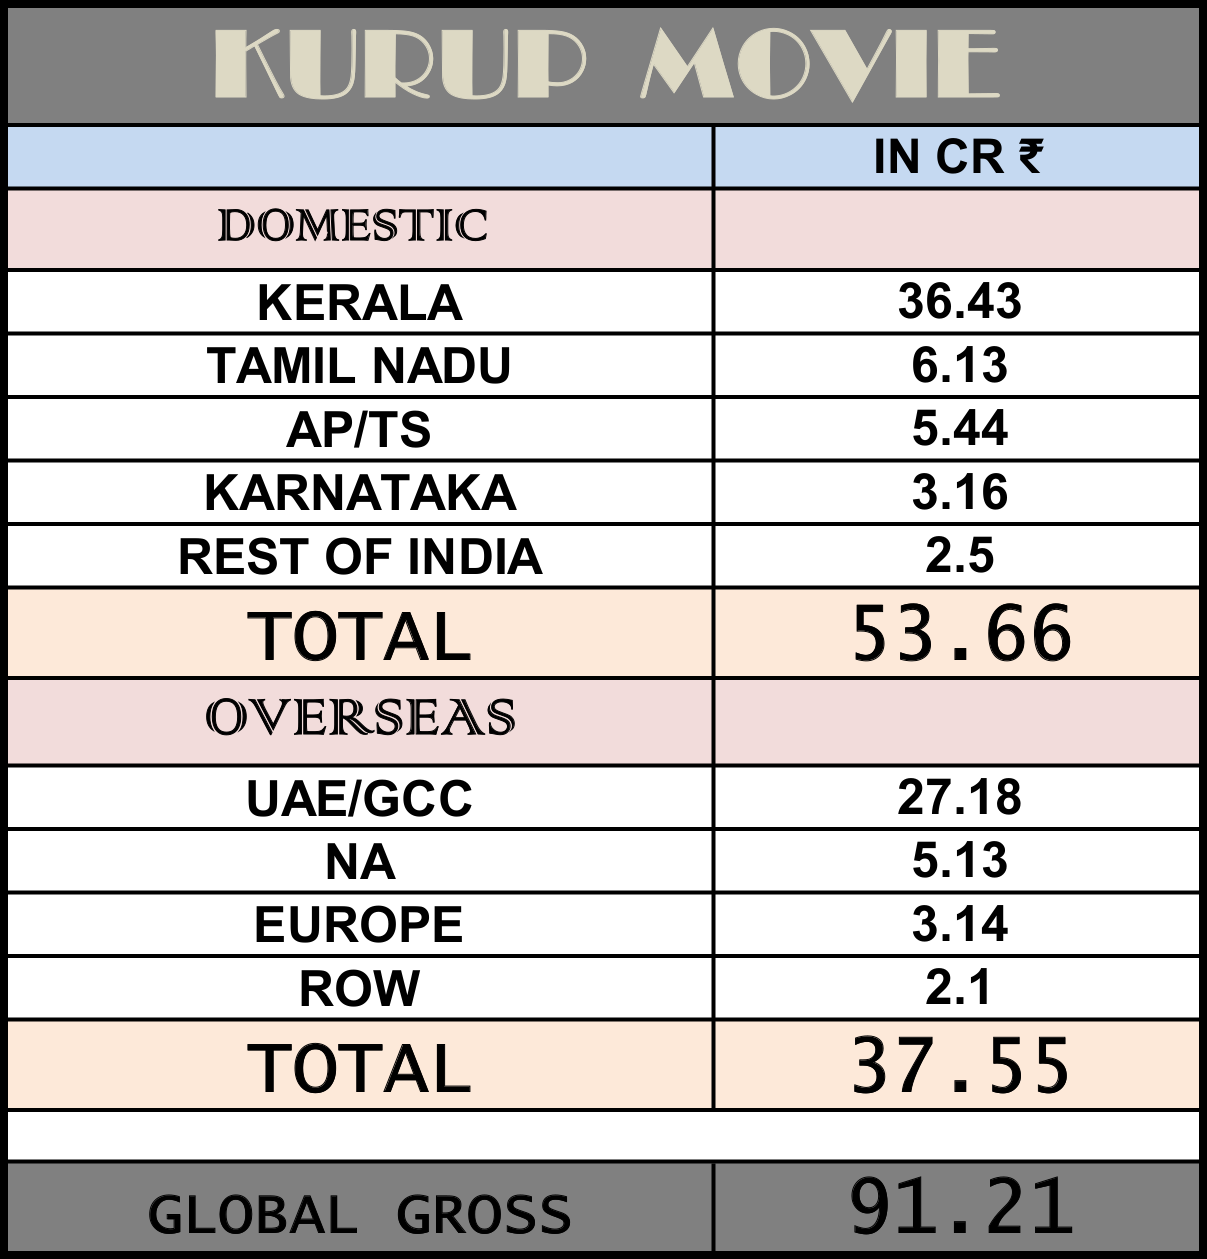 KURUP MOVIE
IN CR ₹
DOMESTIC
KERALA 36.43
TAMIL NADU 6.13
AP/TS 5.44
KARNATAKA 3.16
REST OF INDIA 2.5
TOTAL 53.66
OVERSEAS
UAE/GCC 27.18
NA 5.13
EUROPE 3.14
ROW 2.1
TOTAL 37.55
GLOBAL GROSS 91.21